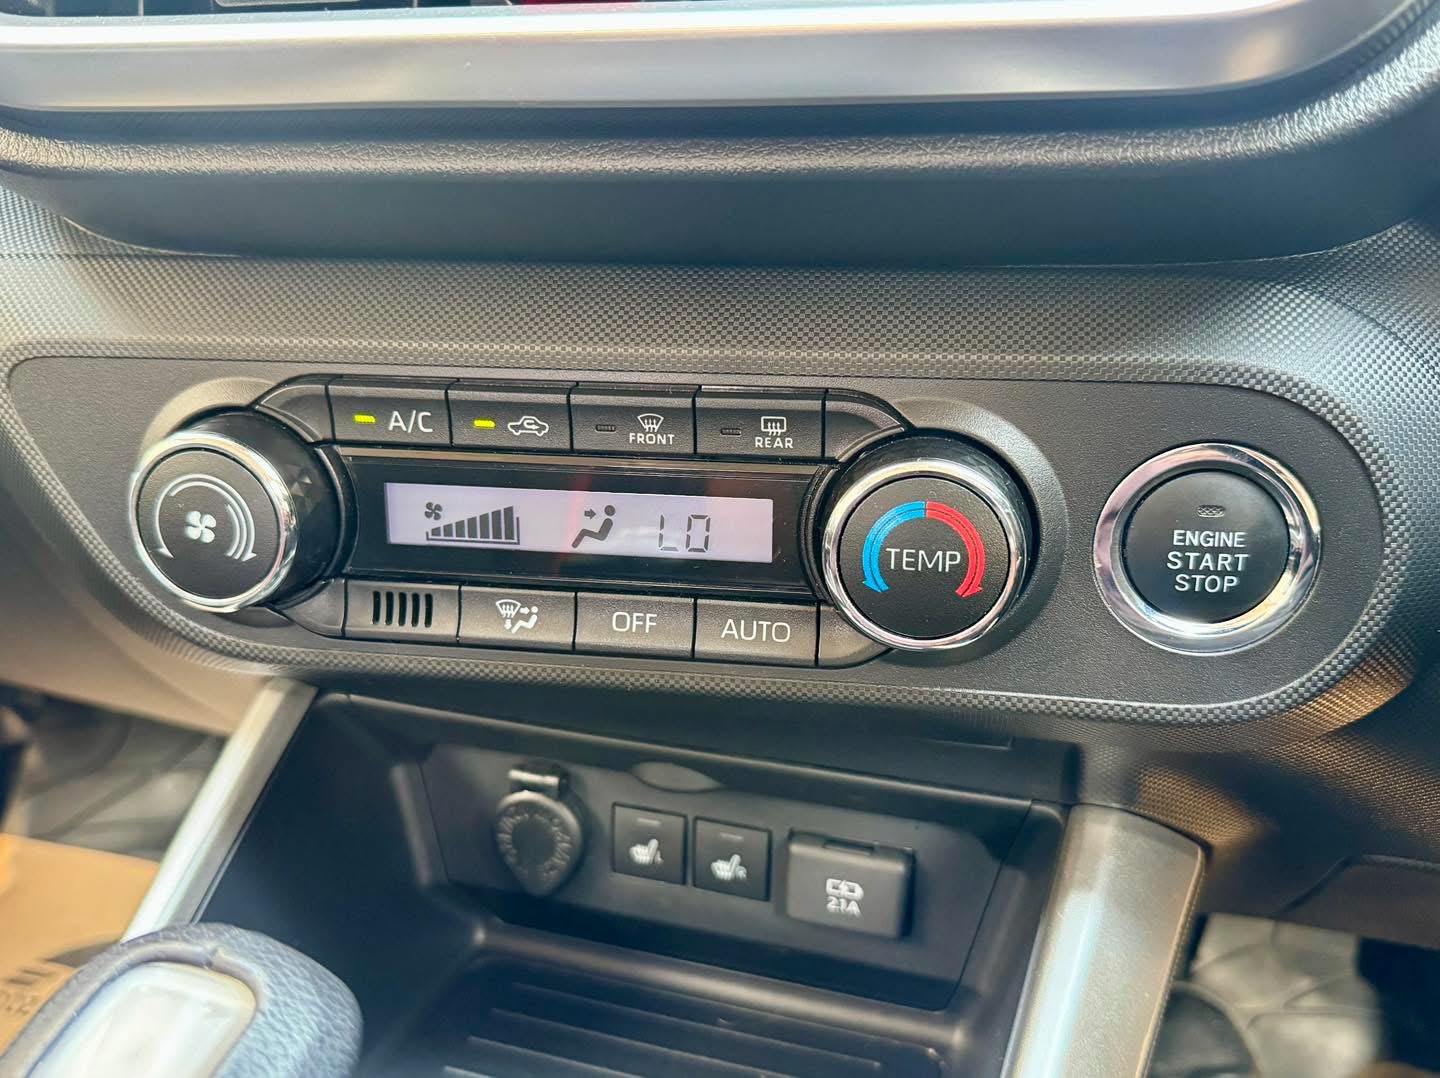 A/C
FRONT
REAR
LO
TEMP
ENGINE
START
STOP
OFF
AUTO
L
R
2.1A